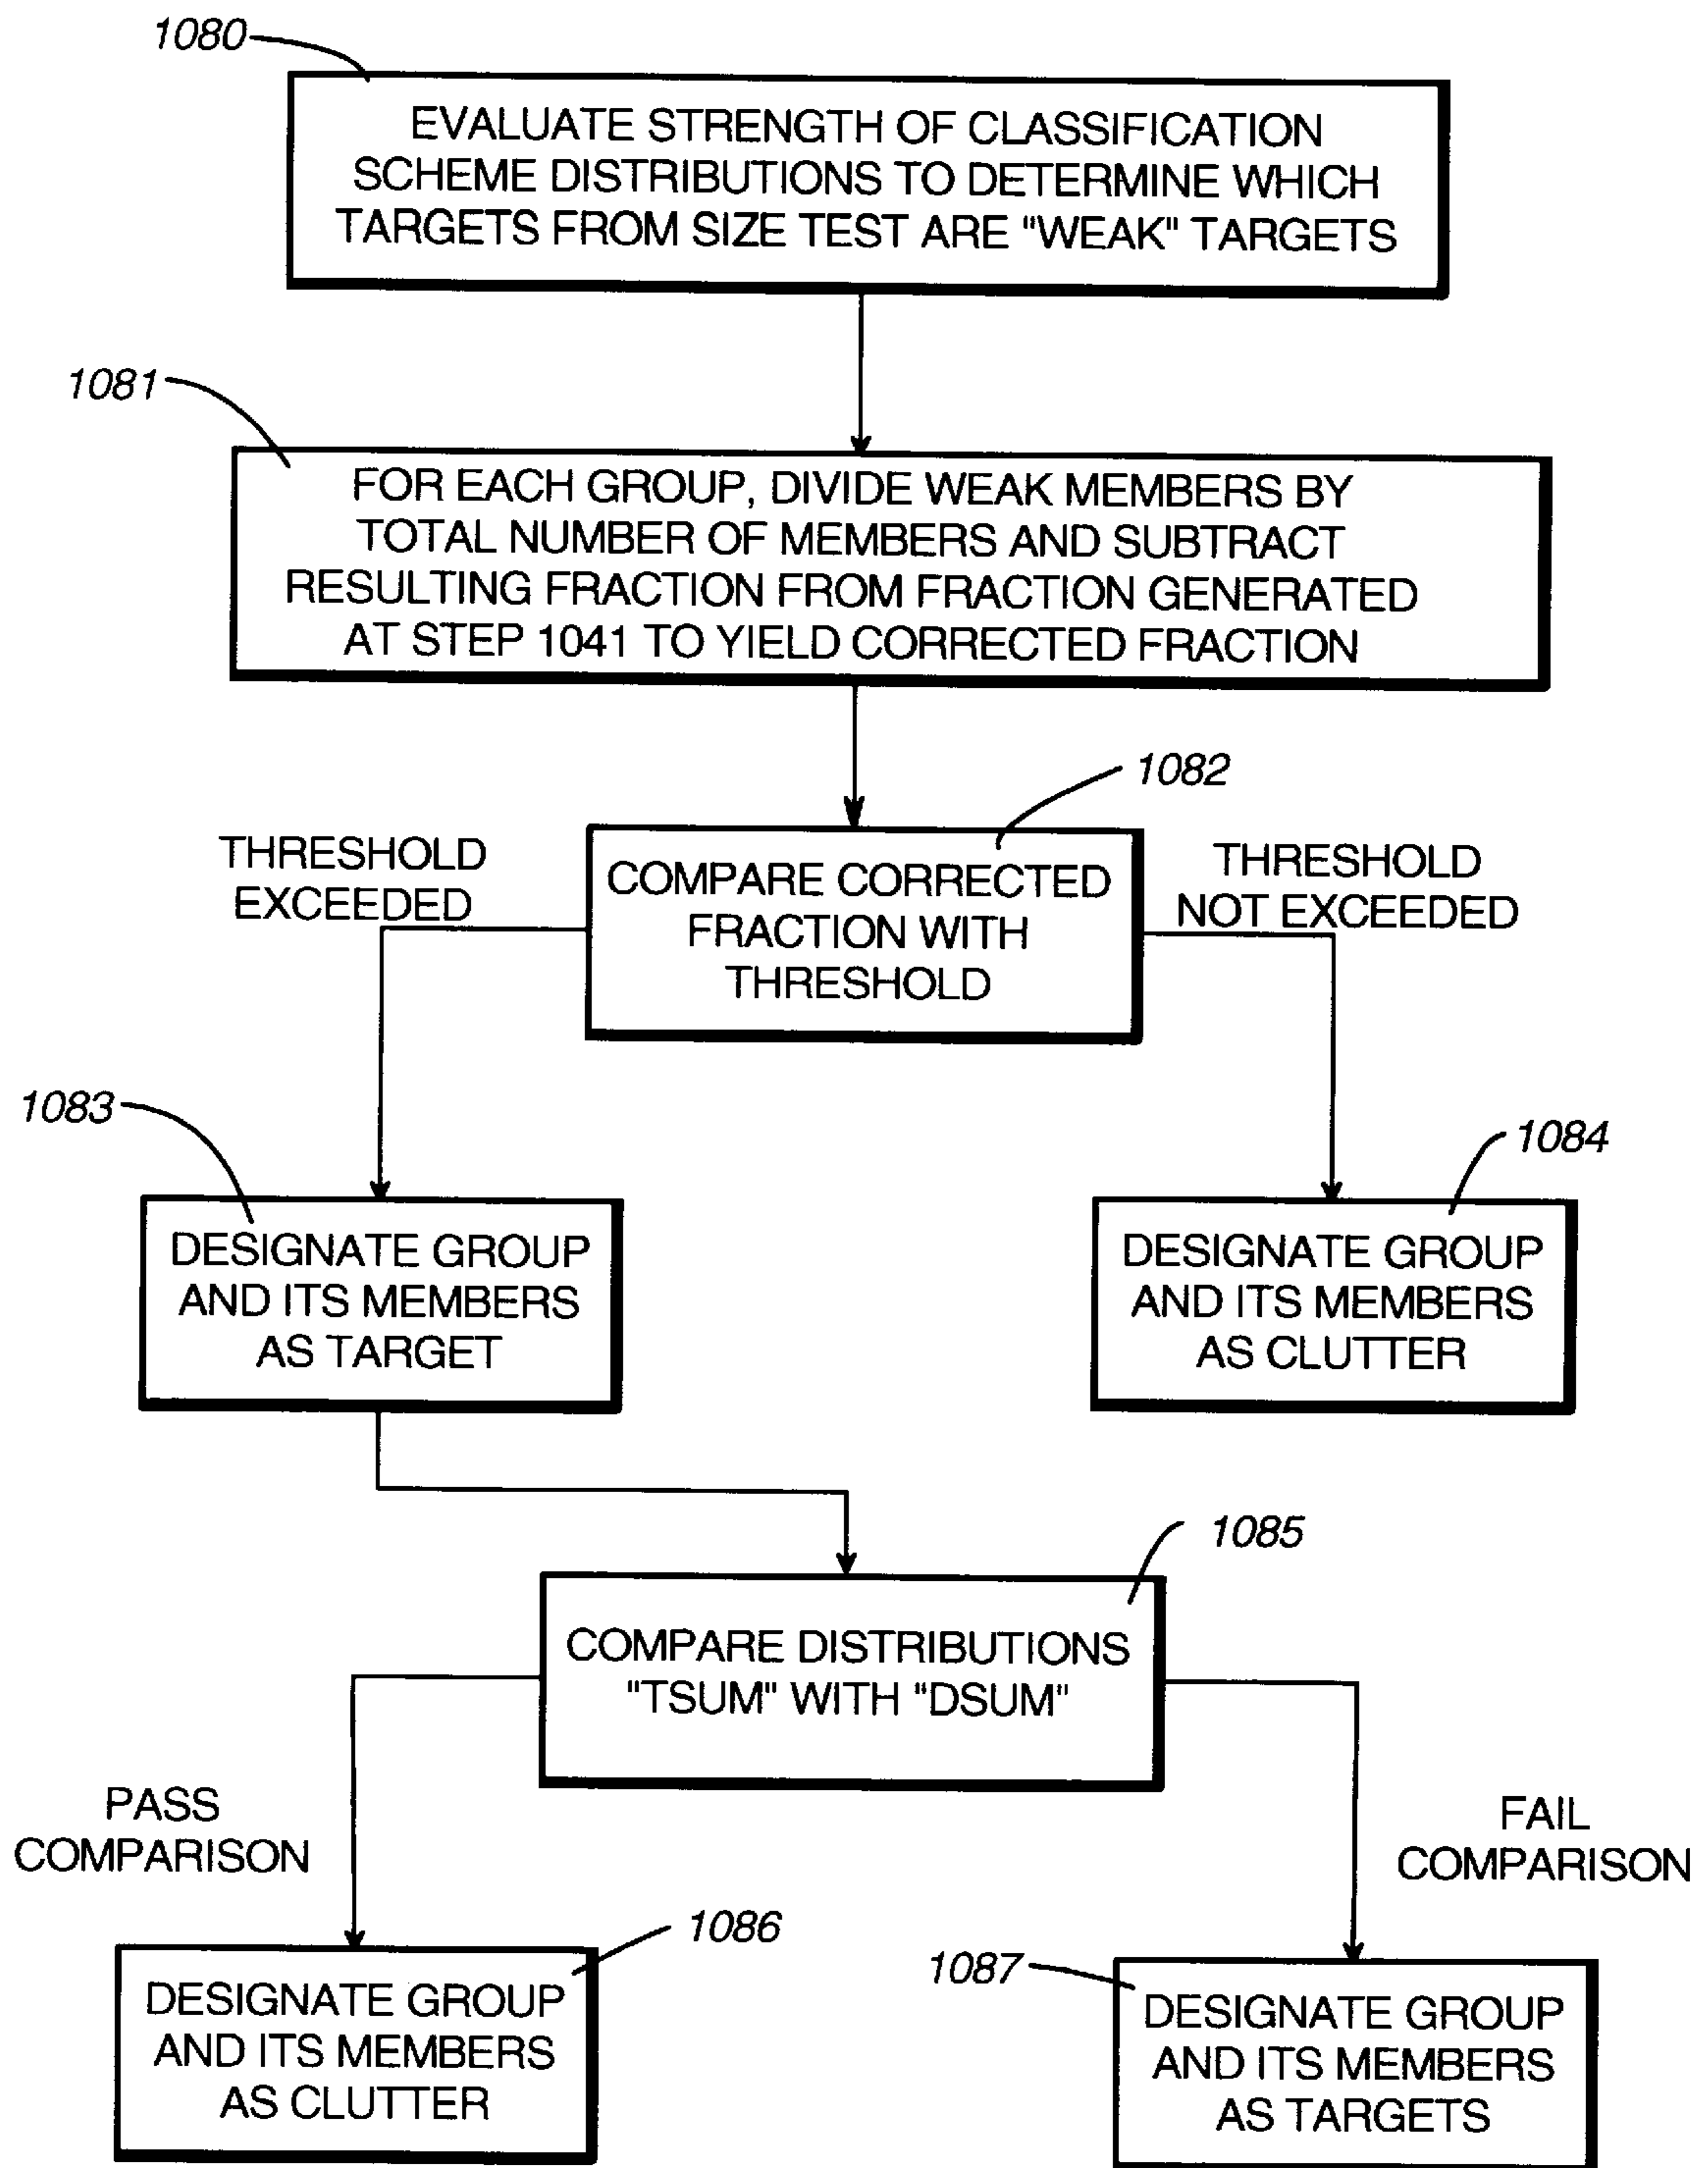 1080
EVALUATE STRENGTH OF CLASSIFICATION
SCHEME DISTRIBUTIONS TO DETERMINE WHICH
TARGETS FROM SIZE TEST ARE "WEAK" TARGETS
1081
FOR EACH GROUP, DIVIDE WEAK MEMBERS BY
TOTAL NUMBER OF MEMBERS AND SUBTRACT
RESULTING FRACTION FROM FRACTION GENERATED
AT STEP 1041 TO YIELD CORRECTED FRACTION
1082
THRESHOLD
EXCEEDED
COMPARE CORRECTED
FRACTION WITH
THRESHOLD
THRESHOLD
NOT EXCEEDED
1083
DESIGNATE GROUP
AND ITS MEMBERS
AS TARGET
1084
DESIGNATE GROUP
AND ITS MEMBERS
AS CLUTTER
1085
COMPARE DISTRIBUTIONS
"TSUM" WITH "DSUM"
PASS
COMPARISON
FAIL
COMPARISON
1086
DESIGNATE GROUP
AND ITS MEMBERS
AS CLUTTER
1087
DESIGNATE GROUP
AND ITS MEMBERS
AS TARGETS